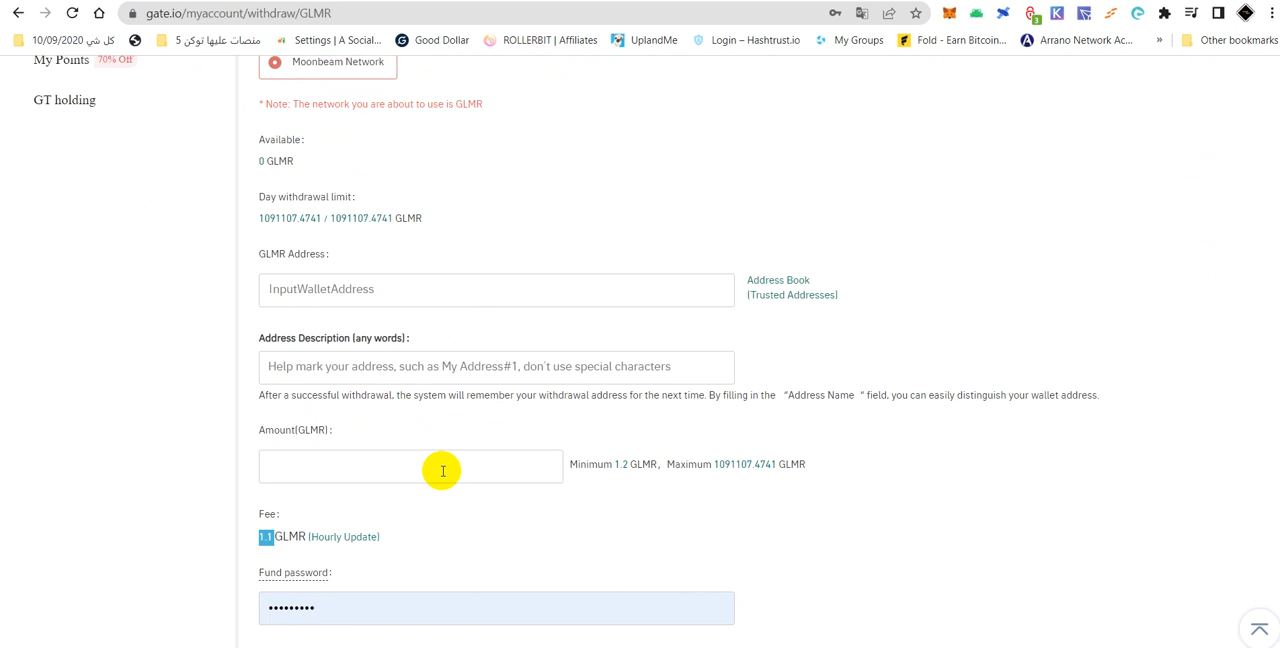 gate.io/myaccount/withdraw/GLMR
3
كل شي 10/09/2020
منصات عليها توكن 5
Settings | A Social...
Good Dollar
ROLLERBIT | Affiliates
UplandMe
Login – Hashtrust.io
My Groups
Fold - Earn Bitcoin...
Arrano Network Ac...
»
Other bookmarks
My Points 70% Off
Moonbeam Network
GT holding
* Note: The network you are about to use is GLMR
Available:
0 GLMR
Day withdrawal limit:
1091107.4741 / 1091107.4741 GLMR
GLMR Address:
InputWalletAddress
Address Book
(Trusted Addresses)
Address Description (any words):
Help mark your address, such as My Address#1, don't use special characters
After a successful withdrawal, the system will remember your withdrawal address for the next time. By filling in the “Address Name “ field, you can easily distinguish your wallet address.
Amount(GLMR):
Minimum 1.2 GLMR, Maximum 1091107.4741 GLMR
Fee:
1.1 GLMR (Hourly Update)
Fund password:
•••••••••